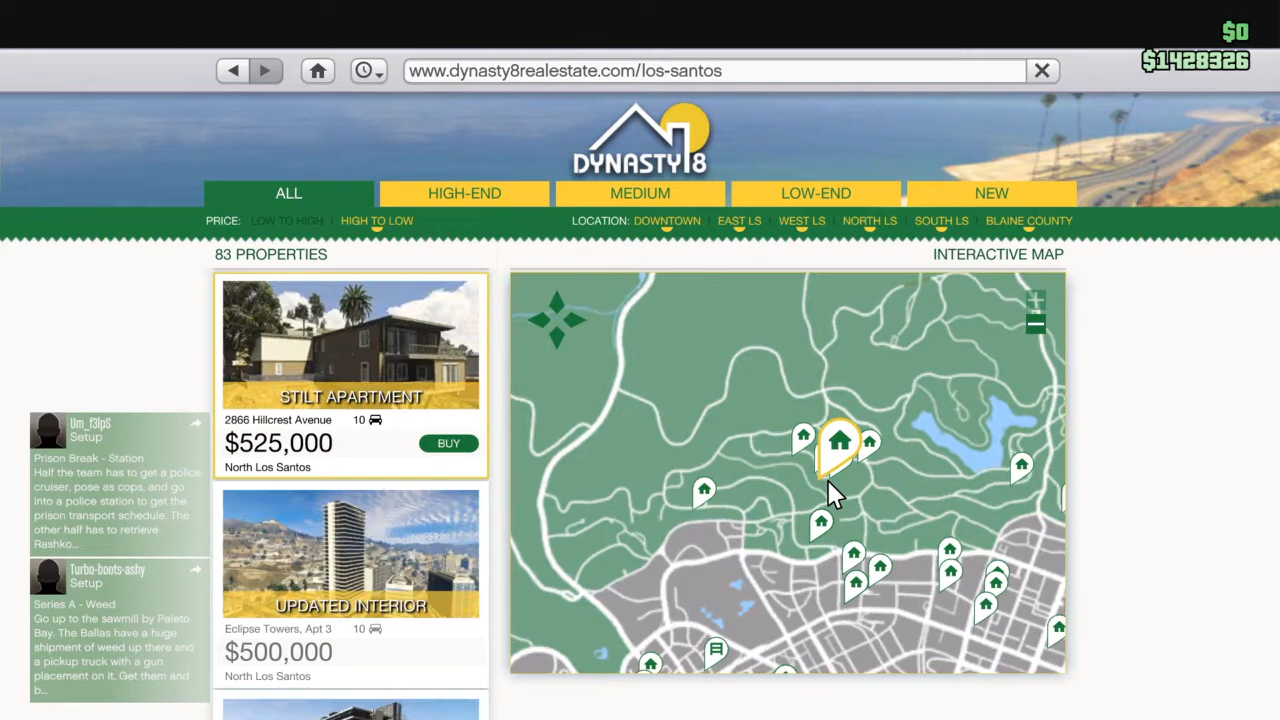 $0
$1428326
www.dynasty8realestate.com/los-santos
DYNASTY 8
ALL
HIGH-END
MEDIUM
LOW-END
NEW
PRICE: LOW TO HIGH HIGH TO LOW
LOCATION: DOWNTOWN EAST LS WEST LS NORTH LS SOUTH LS BLAINE COUNTY
83 PROPERTIES
INTERACTIVE MAP
STILT APARTMENT
2866 Hillcrest Avenue 10
$525,000
BUY
North Los Santos
UPDATED INTERIOR
Eclipse Towers, Apt 3 10
$500,000
North Los Santos
Um_f3lpS
Setup
Prison Break - Station
Half the team has to get a police
cruiser, pose as cops, and go
into a police station to get the
prison transport schedule. The
other half has to retrieve
Rashko...
Turbo-boots-ashy
Setup
Series A - Weed
Go up to the sawmill by Paleto
Bay. The Ballas have a huge
shipment of weed up there and
a pickup truck with a gun
placement on it. Get them and
b...